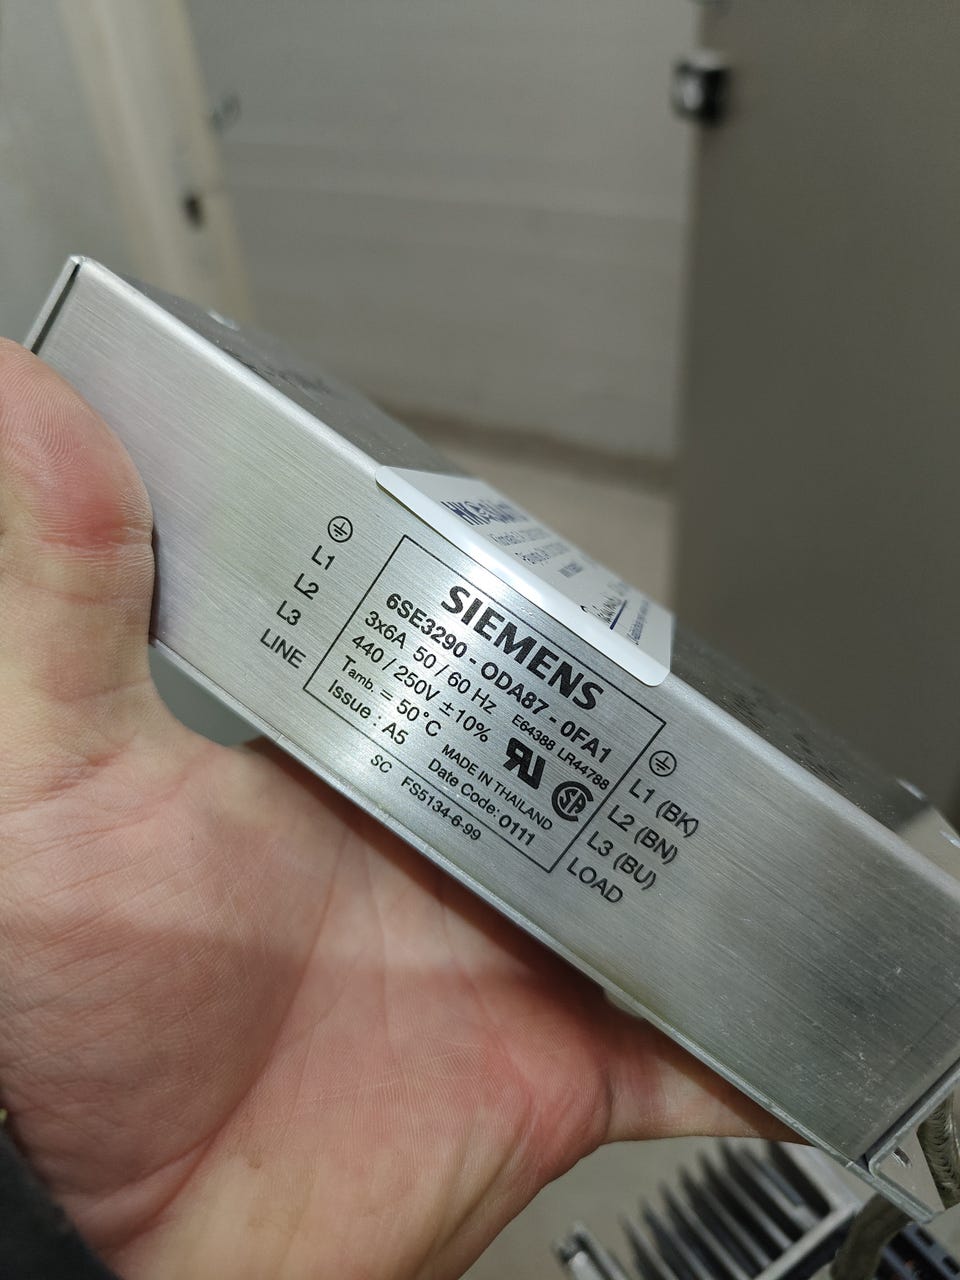 L1
L2
L3
LINE
SIEMENS
6SE3290 - ODA87 - 0FA1
3x6A 50 / 60 Hz
440 / 250V ±10%
E64388 LR44788
Tamb. = 50°C
Issue : A5
MADE IN THAILAND
Date Code: 0111
SC FS5134-6-99
L1 (BK)
L2 (BN)
L3 (BU)
LOAD